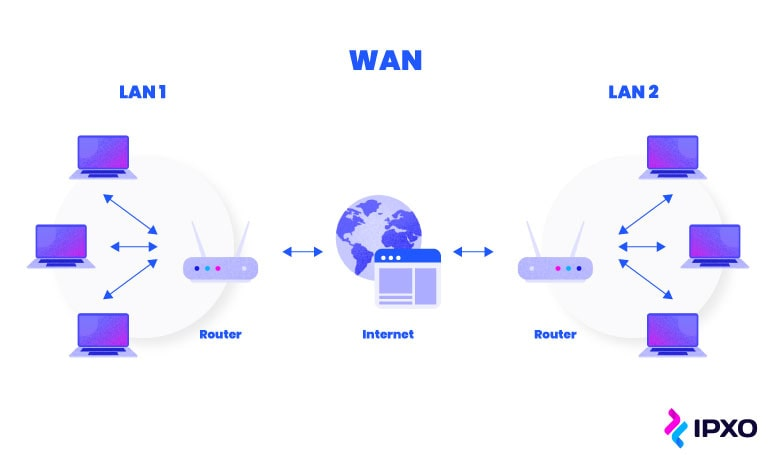 WAN
LAN 1
LAN 2
Router
Internet
Router
IPXO